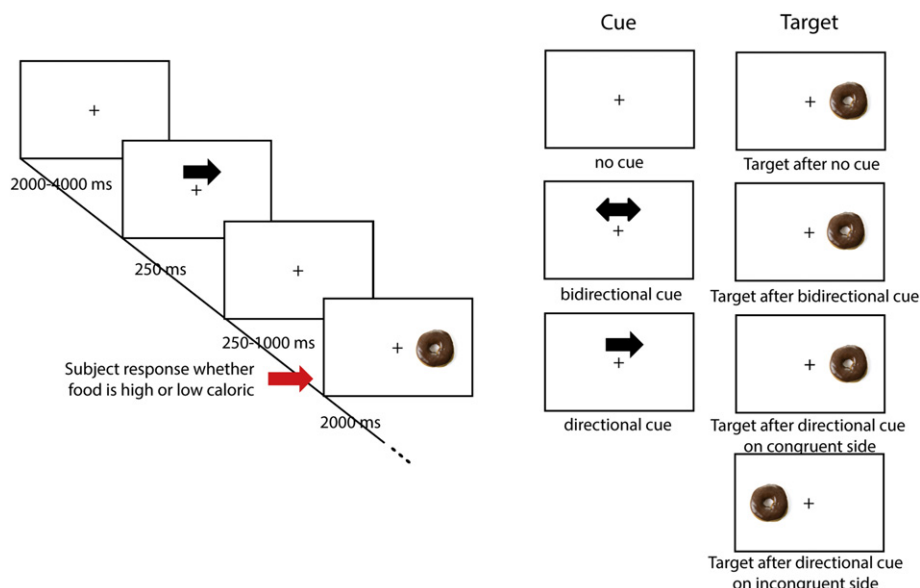 2000-4000 ms
250 ms
250-1000 ms
Subject response whether
food is high or low caloric
2000 ms
Cue
Target
no cue
Target after no cue
bidirectional cue
Target after bidirectional cue
directional cue
Target after directional cue
on congruent side
Target after directional cue
on incongruent side